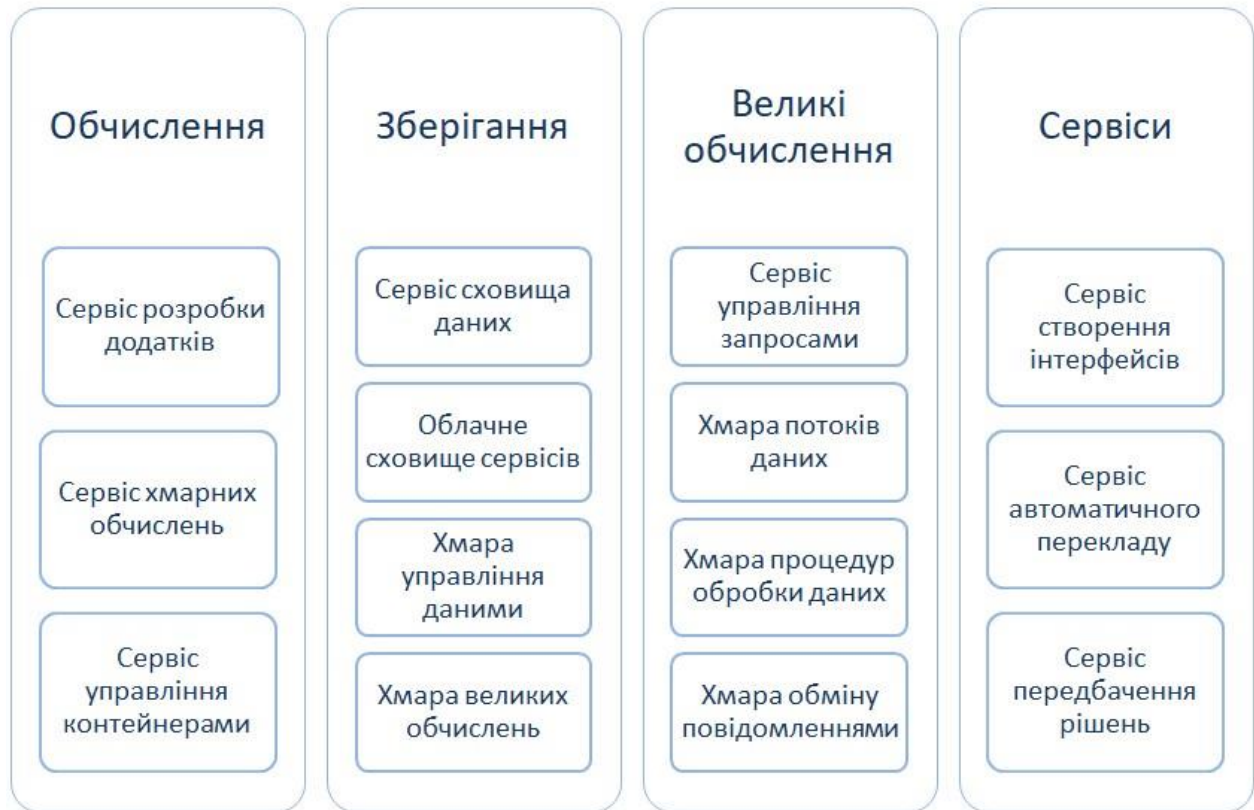 Обчислення
Сервіс розробки
додатків
Сервіс хмарних
обчислень
Сервіс
управління
контейнерами
Зберігання
Сервіс сховища
даних
Облачне
сховище сервісів
Хмара
управління
даними
Хмара великих
обчислень
Великі
обчислення
Сервіс
управління
запросами
Хмара потоків
даних
Хмара процедур
обробки даних
Хмара обміну
повідомленнями
Сервіси
Сервіс
створення
інтерфейсів
Сервіс
автоматичного
перекладу
Сервіс
передбачення
рішень